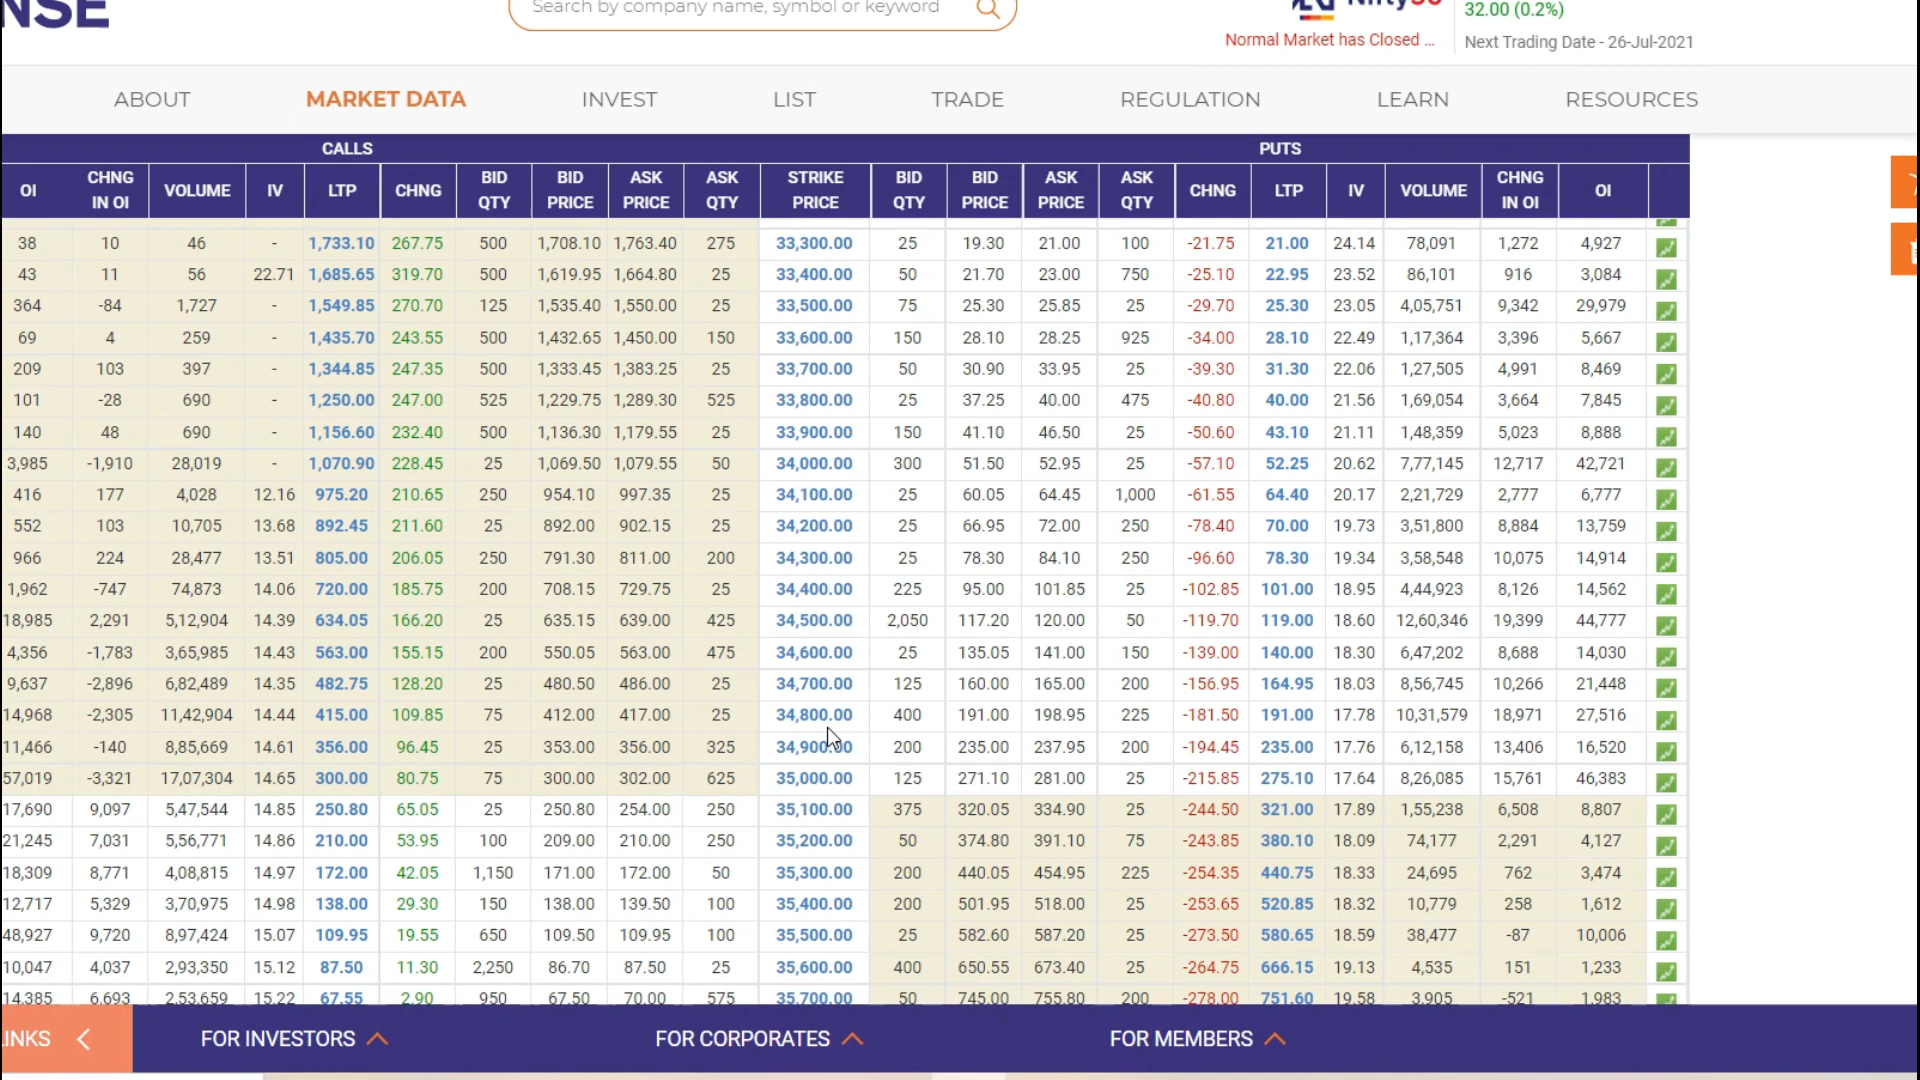 NSE
Search by company name, symbol or keyword
Nifty50
32.00 (0.2%)
Normal Market has Closed ...
Next Trading Date - 26-Jul-2021
ABOUT MARKET DATA INVEST LIST TRADE REGULATION LEARN RESOURCES
CALLS PUTS
OI CHNG IN OI VOLUME IV LTP CHNG BID QTY BID PRICE ASK PRICE ASK QTY STRIKE PRICE BID QTY BID PRICE ASK PRICE ASK QTY CHNG LTP IV VOLUME CHNG IN OI OI
38 10 46 - 1,733.10 267.75 500 1,708.10 1,763.40 275 33,300.00 25 19.30 21.00 100 -21.75 21.00 24.14 78,091 1,272 4,927
43 11 56 22.71 1,685.65 319.70 500 1,619.95 1,664.80 25 33,400.00 50 21.70 23.00 750 -25.10 22.95 23.52 86,101 916 3,084
364 -84 1,727 - 1,549.85 270.70 125 1,535.40 1,550.00 25 33,500.00 75 25.30 25.85 25 -29.70 25.30 23.05 4,05,751 9,342 29,979
69 4 259 - 1,435.70 243.55 500 1,432.65 1,450.00 150 33,600.00 150 28.10 28.25 925 -34.00 28.10 22.49 1,17,364 3,396 5,667
209 103 397 - 1,344.85 247.35 500 1,333.45 1,383.25 25 33,700.00 50 30.90 33.95 25 -39.30 31.30 22.06 1,27,505 4,991 8,469
101 -28 690 - 1,250.00 247.00 525 1,229.75 1,289.30 525 33,800.00 25 37.25 40.00 475 -40.80 40.00 21.56 1,69,054 3,664 7,845
140 48 690 - 1,156.60 232.40 500 1,136.30 1,179.55 25 33,900.00 150 41.10 46.50 25 -50.60 43.10 21.11 1,48,359 5,023 8,888
3,985 -1,910 28,019 - 1,070.90 228.45 25 1,069.50 1,079.55 50 34,000.00 300 51.50 52.95 25 -57.10 52.25 20.62 7,77,145 12,717 42,721
416 177 4,028 12.16 975.20 210.65 250 954.10 997.35 25 34,100.00 25 60.05 64.45 1,000 -61.55 64.40 20.17 2,21,729 2,777 6,777
552 103 10,705 13.68 892.45 211.60 25 892.00 902.15 25 34,200.00 25 66.95 72.00 250 -78.40 70.00 19.73 3,51,800 8,884 13,759
966 224 28,477 13.51 805.00 206.05 250 791.30 811.00 200 34,300.00 25 78.30 84.10 250 -96.60 78.30 19.34 3,58,548 10,075 14,914
1,962 -747 74,873 14.06 720.00 185.75 200 708.15 729.75 25 34,400.00 225 95.00 101.85 25 -102.85 101.00 18.95 4,44,923 8,126 14,562
18,985 2,291 5,12,904 14.39 634.05 166.20 25 635.15 639.00 425 34,500.00 2,050 117.20 120.00 50 -119.70 119.00 18.60 12,60,346 19,399 44,777
4,356 -1,783 3,65,985 14.43 563.00 155.15 200 550.05 563.00 475 34,600.00 25 135.05 141.00 150 -139.00 140.00 18.30 6,47,202 8,688 14,030
9,637 -2,896 6,82,489 14.35 482.75 128.20 25 480.50 486.00 25 34,700.00 125 160.00 165.00 200 -156.95 164.95 18.03 8,56,745 10,266 21,448
14,968 -2,305 11,42,904 14.44 415.00 109.85 75 412.00 417.00 25 34,800.00 400 191.00 198.95 225 -181.50 191.00 17.78 10,31,579 18,971 27,516
11,466 -140 8,85,669 14.61 356.00 96.45 25 353.00 356.00 325 34,900.00 200 235.00 237.95 200 -194.45 235.00 17.76 6,12,158 13,406 16,520
57,019 -3,321 17,07,304 14.65 300.00 80.75 75 300.00 302.00 625 35,000.00 125 271.10 281.00 25 -215.85 275.10 17.64 8,26,085 15,761 46,383
17,690 9,097 5,47,544 14.85 250.80 65.05 25 250.80 254.00 250 35,100.00 375 320.05 334.90 25 -244.50 321.00 17.89 1,55,238 6,508 8,807
21,245 7,031 5,56,771 14.86 210.00 53.95 100 209.00 210.00 250 35,200.00 50 374.80 391.10 75 -243.85 380.10 18.09 74,177 2,291 4,127
18,309 8,771 4,08,815 14.97 172.00 42.05 1,150 171.00 172.00 50 35,300.00 200 440.05 454.95 225 -254.35 440.75 18.33 24,695 762 3,474
12,717 5,329 3,70,975 14.98 138.00 29.30 150 138.00 139.50 100 35,400.00 200 501.95 518.00 25 -253.65 520.85 18.32 10,779 258 1,612
48,927 9,720 8,97,424 15.07 109.95 19.55 650 109.50 109.95 100 35,500.00 25 582.60 587.20 25 -273.50 580.65 18.59 38,477 -87 10,006
10,047 4,037 2,93,350 15.12 87.50 11.30 2,250 86.70 87.50 25 35,600.00 400 650.55 673.40 25 -264.75 666.15 19.13 4,535 151 1,233
14,385 6,693 2,53,659 15.22 67.55 2.90 950 67.50 70.00 575 35,700.00 50 745.00 755.80 200 -278.00 751.60 19.58 3,905 -521 1,983
LINKS FOR INVESTORS FOR CORPORATES FOR MEMBERS